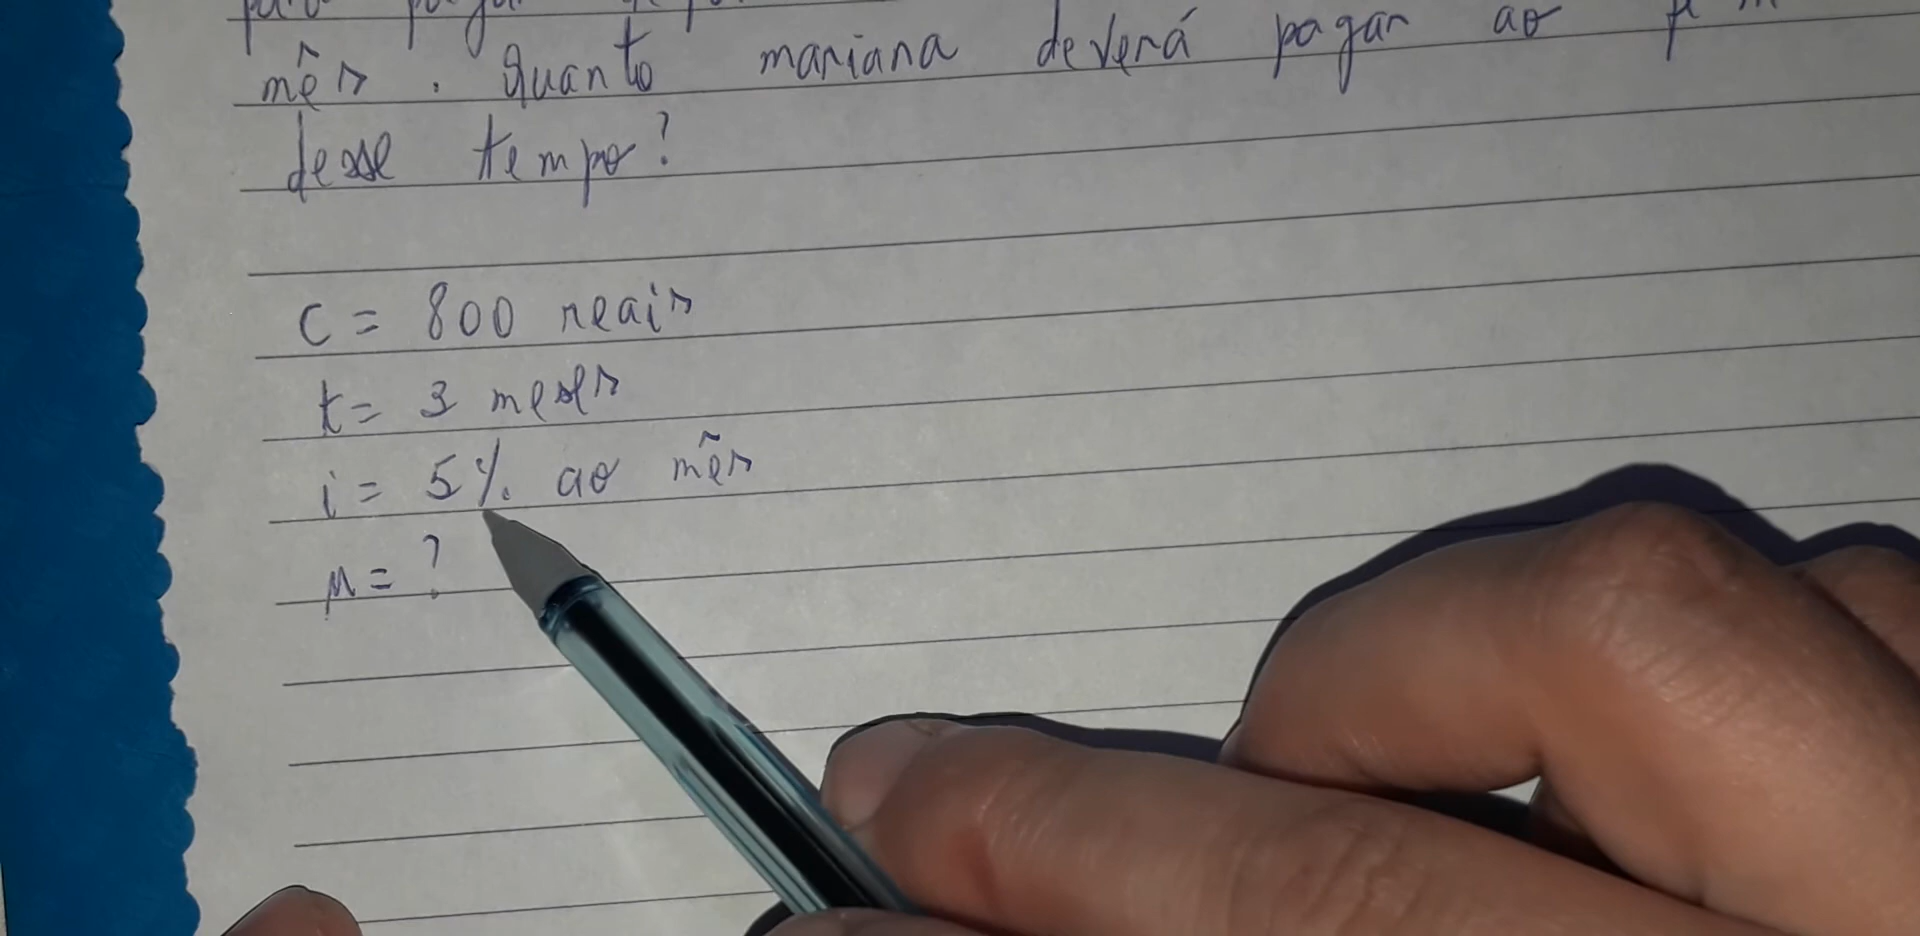 mês. Quanto mariana deverá pagar ao
desse tempo?
C = 800 reais
t = 3 meses
i = 5% ao mês
M = ?